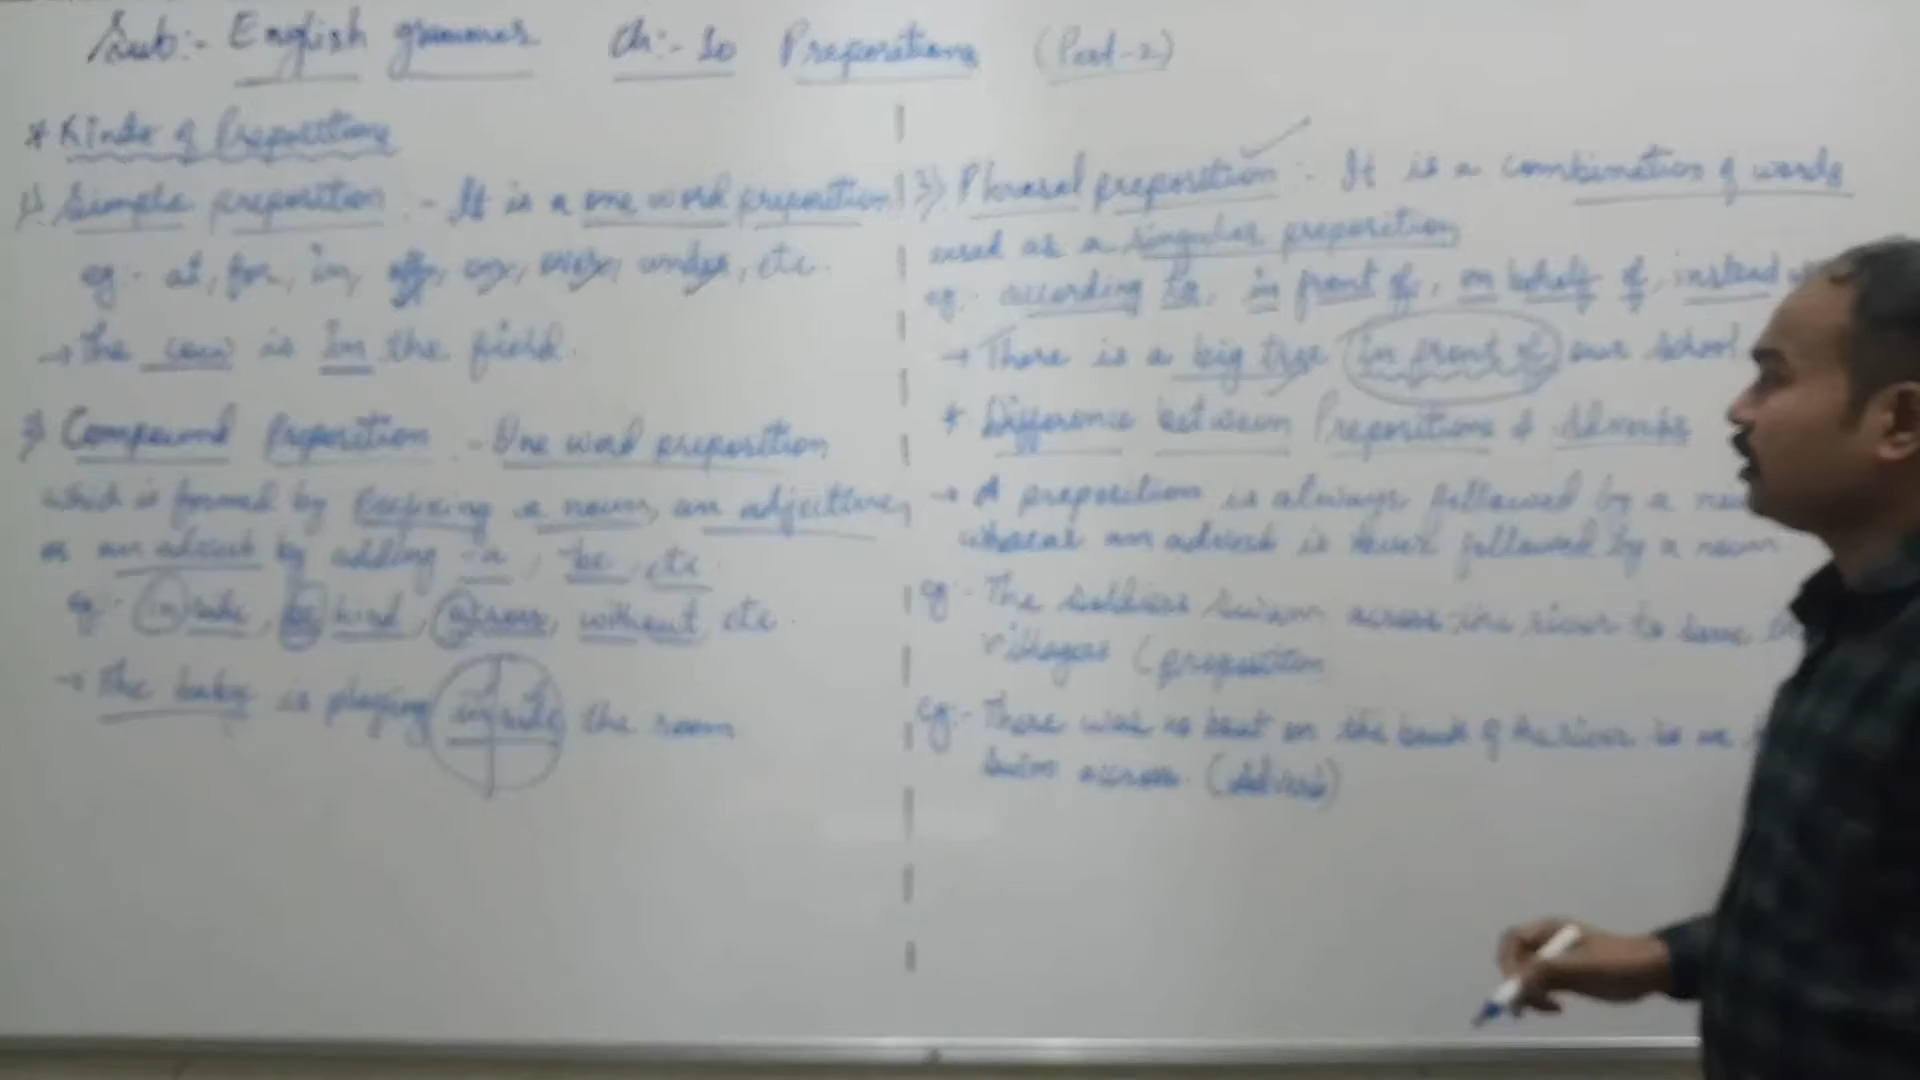 Sub:- English grammar Ch:- 10 Prepositions (Part-2)
* Kinds of Prepositions
1) Simple preposition - It is a one word preposition
eg:- at, for, in, off, on, over, under, etc.
→ The cow is in the field.
2) Compound Preposition - One word preposition
which is formed by prefixing a noun, an adjective,
or an adverb by adding -a, -be, etc.
eg:- inside, behind, across, without etc.
→ The baby is playing inside the room
3) Phrasal preposition :- It is a combination of words
used as a singular preposition
eg:- according to, in front of, on behalf of, instead
→ There is a big tree in front of our school
* Difference between Prepositions & Adverbs
→ A preposition is always followed by a
whereas an adverb is never followed by a noun
eg:- The soldiers swam across the river to save
villagers (preposition
eg:- There was no boat on the bank of the river so we
swim across (adverb)